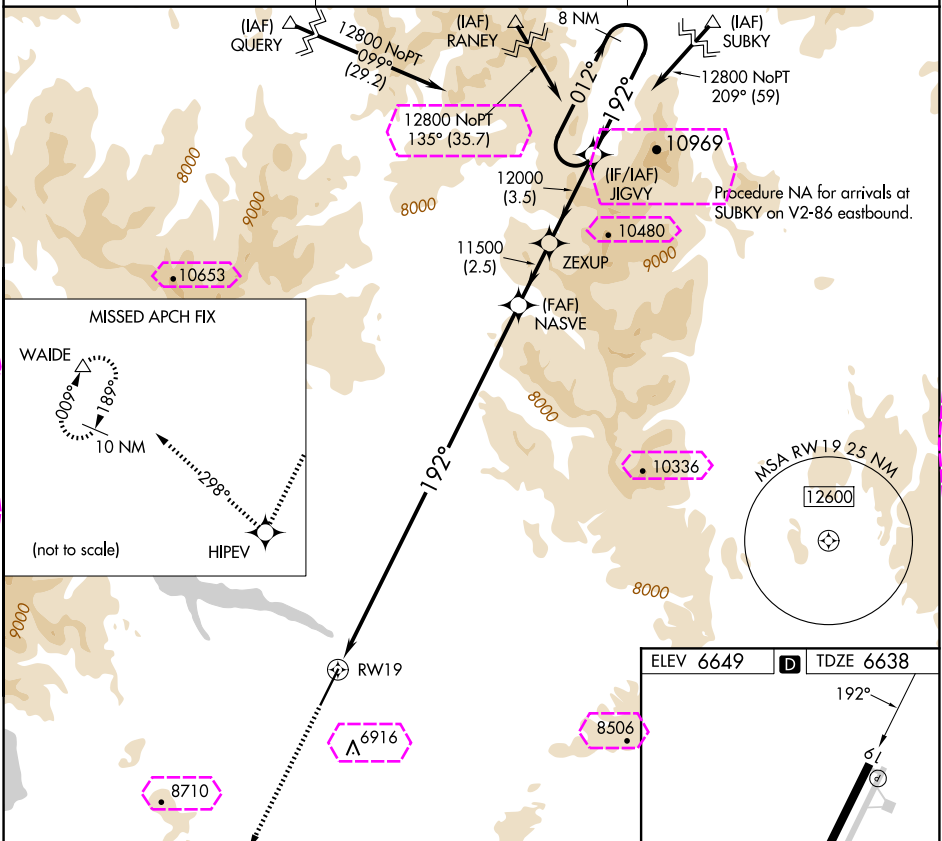 (IAF)
QUERY
12800 NoPT
099°
(29.2)
(IAF)
RANEY
8 NM
(IAF)
SUBKY
12800 NoPT
209° (59)
012°
192°
12800 NoPT
135° (35.7)
10969
(IF/IAF)
JIGVY
Procedure NA for arrivals at
SUBKY on V2-86 eastbound.
12000
(3.5)
8000
9000
8000
10480
ZEXUP
9000
11500
(2.5)
10653
(FAF)
NASVE
MISSED APCH FIX
WAIDE
009°
189°
10 NM
298°
(not to scale)
HIPEV
8000
192°
10336
MSA RW19 25 NM
12600
8000
9000
RW19
6916
8506
8710
ELEV 6649
D
TDZE 6638
192°
19
P